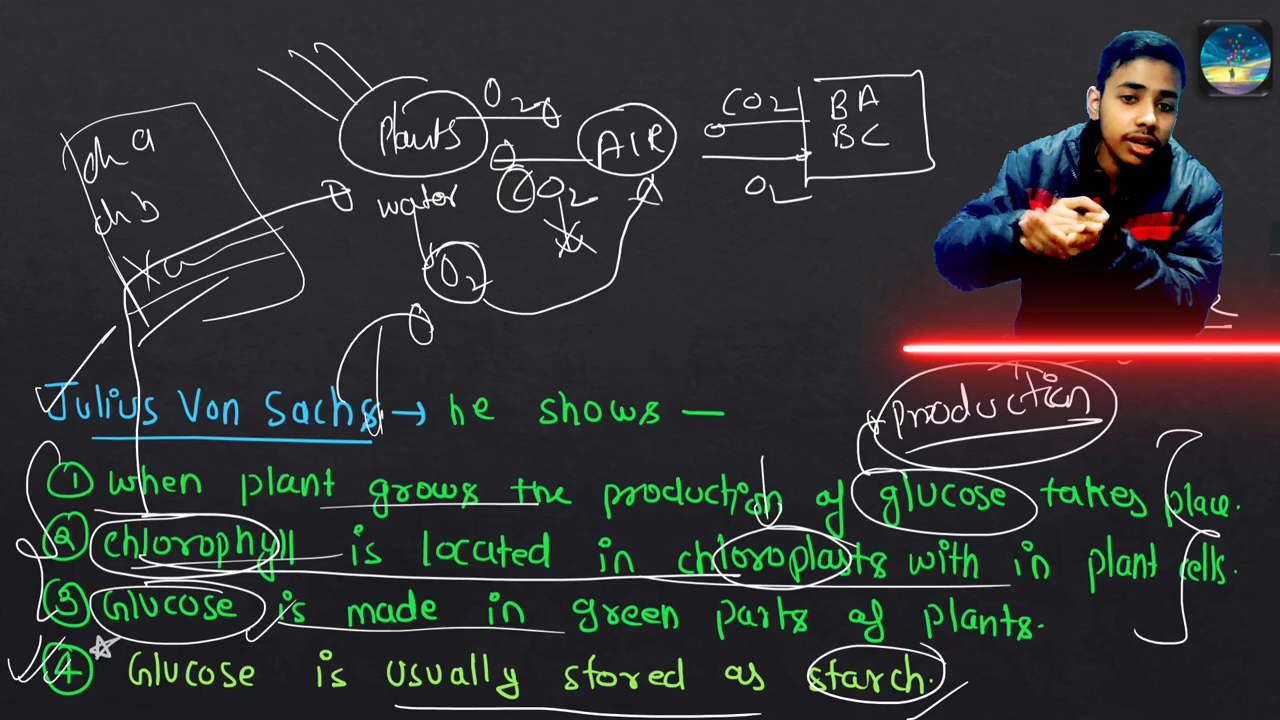 Plants
O2
AIR
CO2
BA
BC
O2
CO2
water
O2
ch a
ch b
Julius Von Sachs → he shows —
production
① when plant grows the production of glucose takes place.
② chlorophyll is located in chloroplasts with in plant cells.
③ Glucose is made in green parts of plants.
④ Glucose is usually stored as starch.